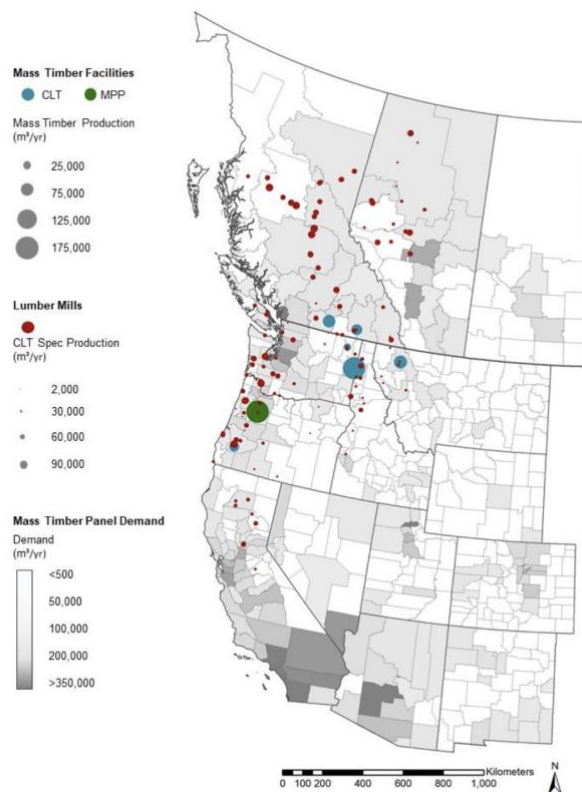 Mass Timber Facilities
CLT MPP
Mass Timber Production
(m³/yr)
25,000
75,000
125,000
175,000
Lumber Mills
CLT Spec Production
(m³/yr)
2,000
30,000
60,000
90,000
Mass Timber Panel Demand
Demand
(m³/yr)
<500
50,000
100,000
200,000
>350,000
Kilometers
0 100 200 400 600 800 1,000
N